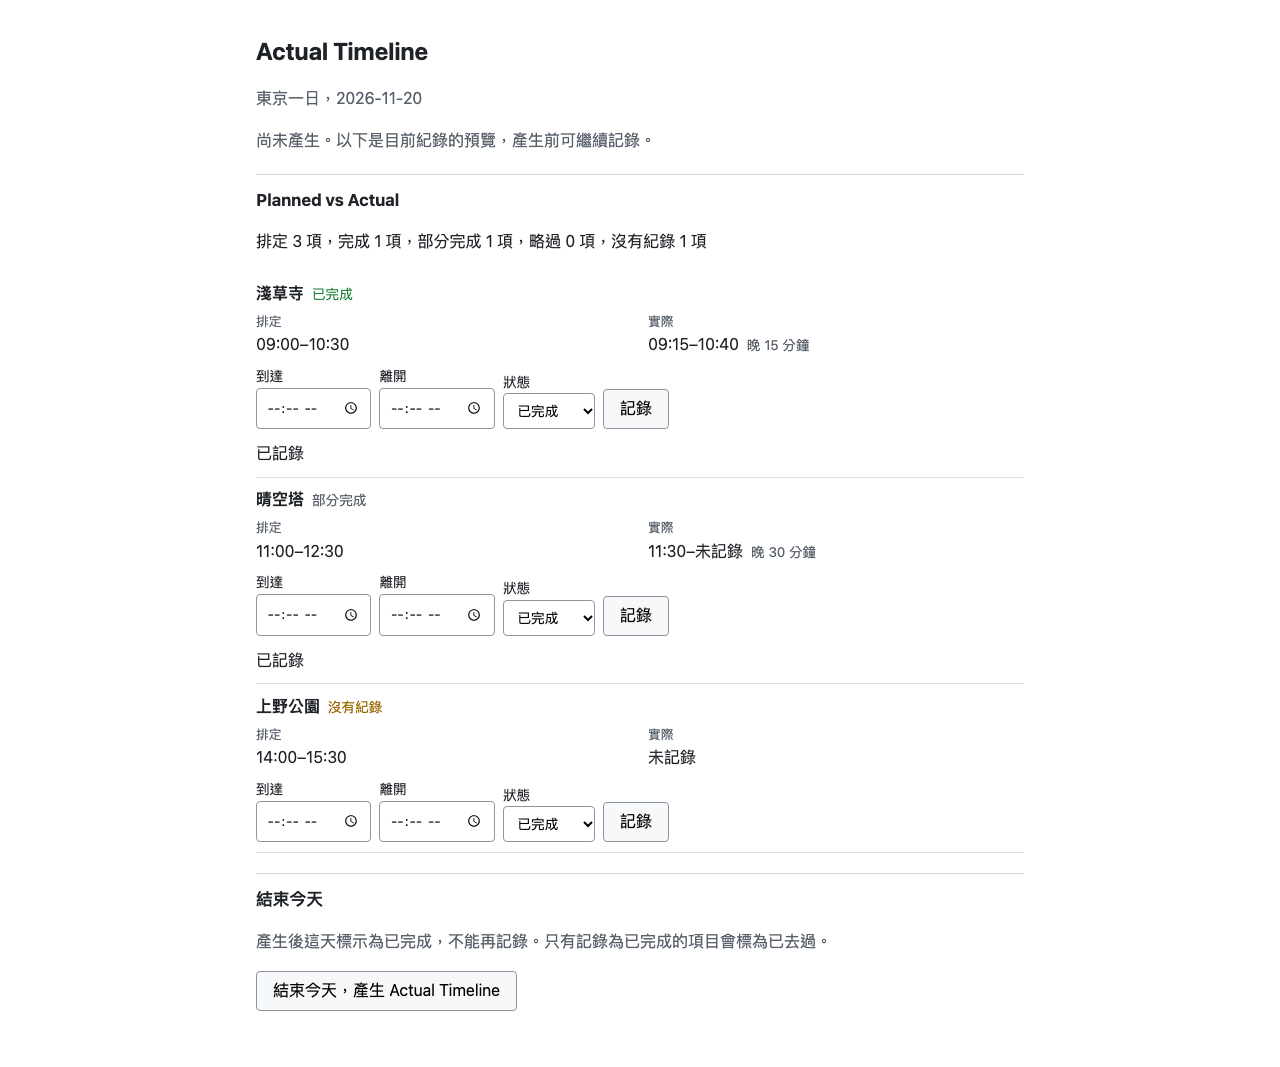 Actual Timeline
東京一日，2026-11-20
尚未產生。以下是目前紀錄的預覽，產生前可繼續記錄。
Planned vs Actual
排定 3 項，完成 1 項，部分完成 1 項，略過 0 項，沒有紀錄 1 項
淺草寺 已完成
排定 實際
09:00–10:30 09:15–10:40 晚 15 分鐘
到達 離開 狀態
--:-- -- --:-- -- 已完成 記錄
已記錄
晴空塔 部分完成
排定 實際
11:00–12:30 11:30–未記錄 晚 30 分鐘
到達 離開 狀態
--:-- -- --:-- -- 已完成 記錄
已記錄
上野公園 沒有紀錄
排定 實際
14:00–15:30 未記錄
到達 離開 狀態
--:-- -- --:-- -- 已完成 記錄
結束今天
產生後這天標示為已完成，不能再記錄。只有記錄為已完成的項目會標為已去過。
結束今天，產生 Actual Timeline